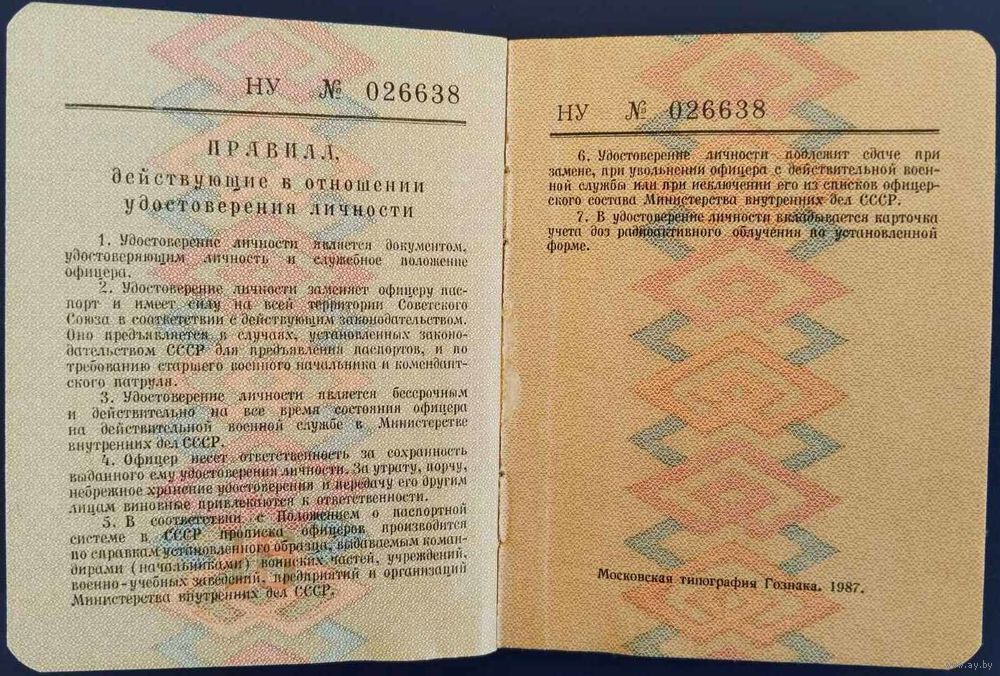 НУ № 026638
ПРАВИЛА,
действующие в отношении
удостоверения личности
1. Удостоверение личности является документом,
удостоверяющим личность и служебное положение
офицера.
2. Удостоверение личности заменяет офицеру пас-
порт и имеет силу на всей территории Советского
Союза в соответствии с действующим законодательством.
Оно предъявляется в случаях, установленных законо-
дательством СССР для предъявления паспортов, и по
требованию старшего военного начальника и комендант-
ского патруля.
3. Удостоверение личности является бессрочным
и действительно на все время состояния офицера
на действительной военной службе в Министерстве
внутренних дел СССР.
4. Офицер несет ответственность за сохранность
выданного ему удостоверения личности. За утрату, порчу,
небрежное хранение удостоверения и передачу его другим
лицам виновные привлекаются к ответственности.
5. В соответствии с Положением о паспортной
системе в СССР прописка офицеров производится
по справкам установленного образца, выдаваемым коман-
дирами (начальниками) воинских частей, учреждений,
военно-учебных заведений, предприятий и организаций
Министерства внутренних дел СССР.
НУ № 026638
6. Удостоверение личности подлежит сдаче при
замене, при увольнении офицера с действительной воен-
ной службы или при исключении его из списков офицер-
ского состава Министерства внутренних дел СССР.
7. В удостоверение личности вкладывается карточка
учета доз радиоактивного облучения по установленной
форме.
Московская типография Гознака. 1987.
www.ay.by